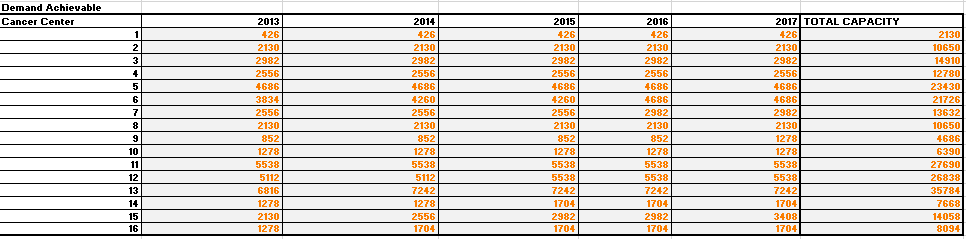 Demand Achievable
Cancer Center 2013 2014 2015 2016 2017 TOTAL CAPACITY
1 426 426 426 426 426 2130
2 2130 2130 2130 2130 2130 10650
3 2982 2982 2982 2982 2982 14910
4 2556 2556 2556 2556 2556 12780
5 4686 4686 4686 4686 4686 23430
6 3834 4260 4260 4686 4686 21726
7 2556 2556 2556 2982 2982 13632
8 2130 2130 2130 2130 2130 10650
9 852 852 852 852 1278 4686
10 1278 1278 1278 1278 1278 6390
11 5538 5538 5538 5538 5538 27690
12 5112 5112 5538 5538 5538 26838
13 6816 7242 7242 7242 7242 35784
14 1278 1278 1704 1704 1704 7668
15 2130 2556 2982 2982 3408 14058
16 1278 1704 1704 1704 1704 8094